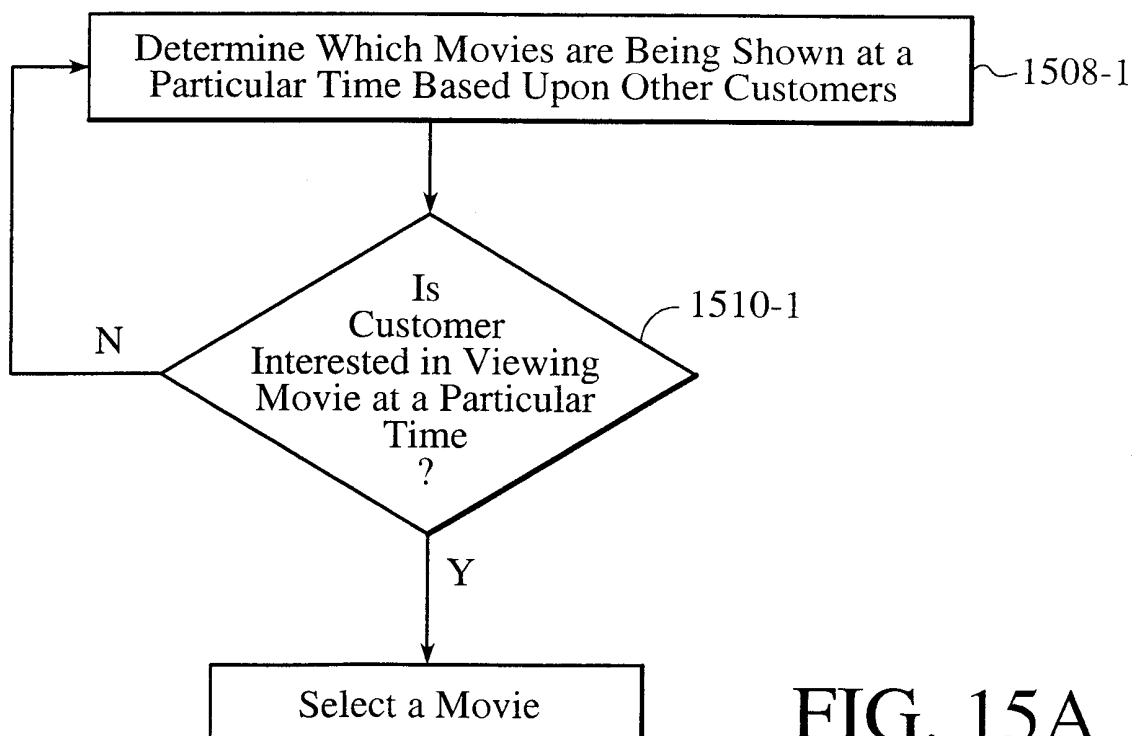 Determine Which Movies are Being Shown at a
Particular Time Based Upon Other Customers
1508-1
Is
Customer
Interested in Viewing
Movie at a Particular
Time
?
1510-1
N
Y
Select a Movie
FIG. 15A